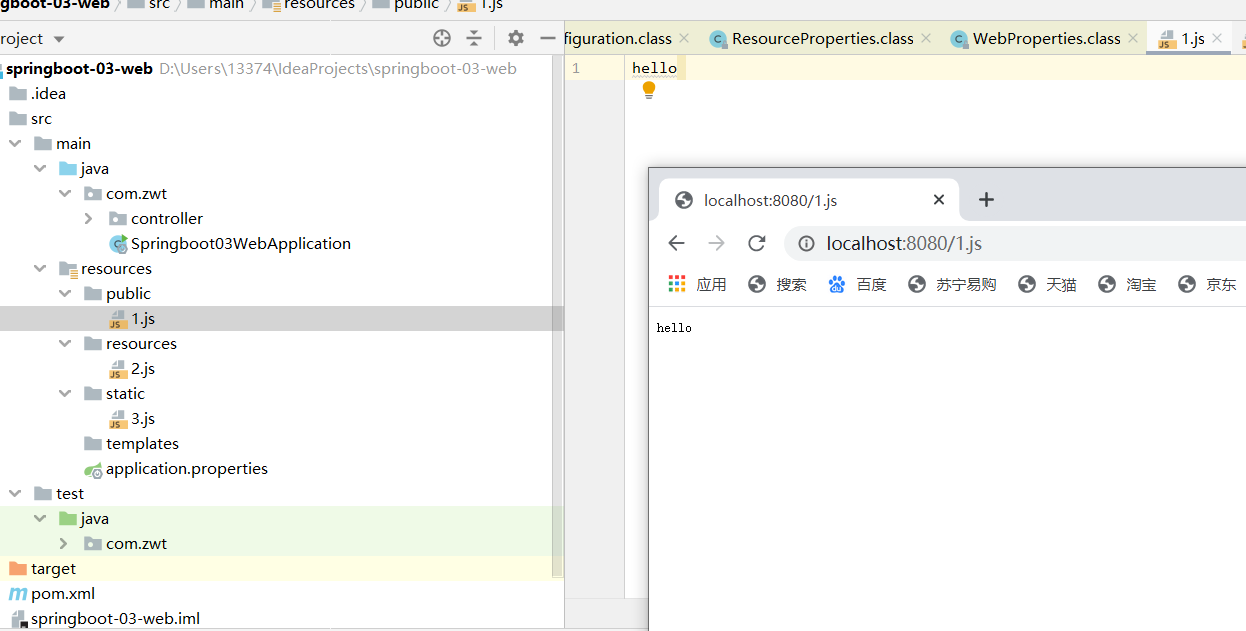 gboot-03-web src main resources public 1.js
roject
figuration.class ResourceProperties.class WebProperties.class 1.js
springboot-03-web D:\Users\13374\IdeaProjects\springboot-03-web
1 hello
.idea
src
main
java
com.zwt
controller
Springboot03WebApplication
resources
public
1.js
resources
2.js
static
3.js
templates
application.properties
test
java
com.zwt
target
pom.xml
springboot-03-web.iml
localhost:8080/1.js
localhost:8080/1.js
应用 搜索 百度 苏宁易购 天猫 淘宝 京东
hello